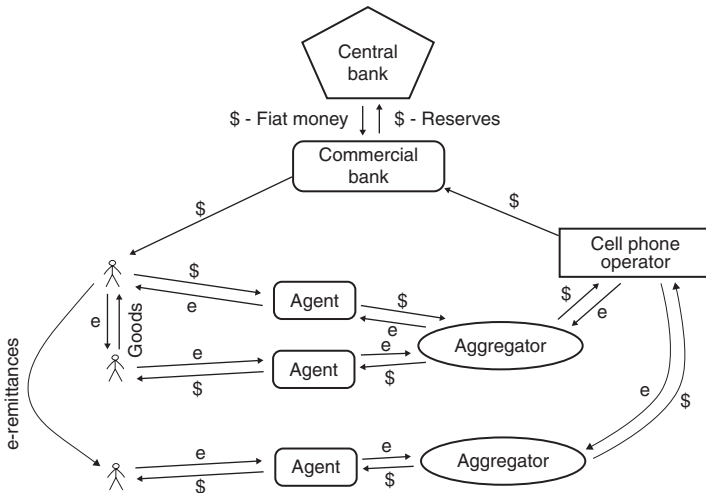 Central
bank
$ - Fiat money
$ - Reserves
Commercial
bank
$
$
Cell phone
operator
$
e
Agent
$
e
$
e
Aggregator
e
Goods
e
$
Agent
e
$
e-remittances
e
$
e
$
Agent
e
$
Aggregator